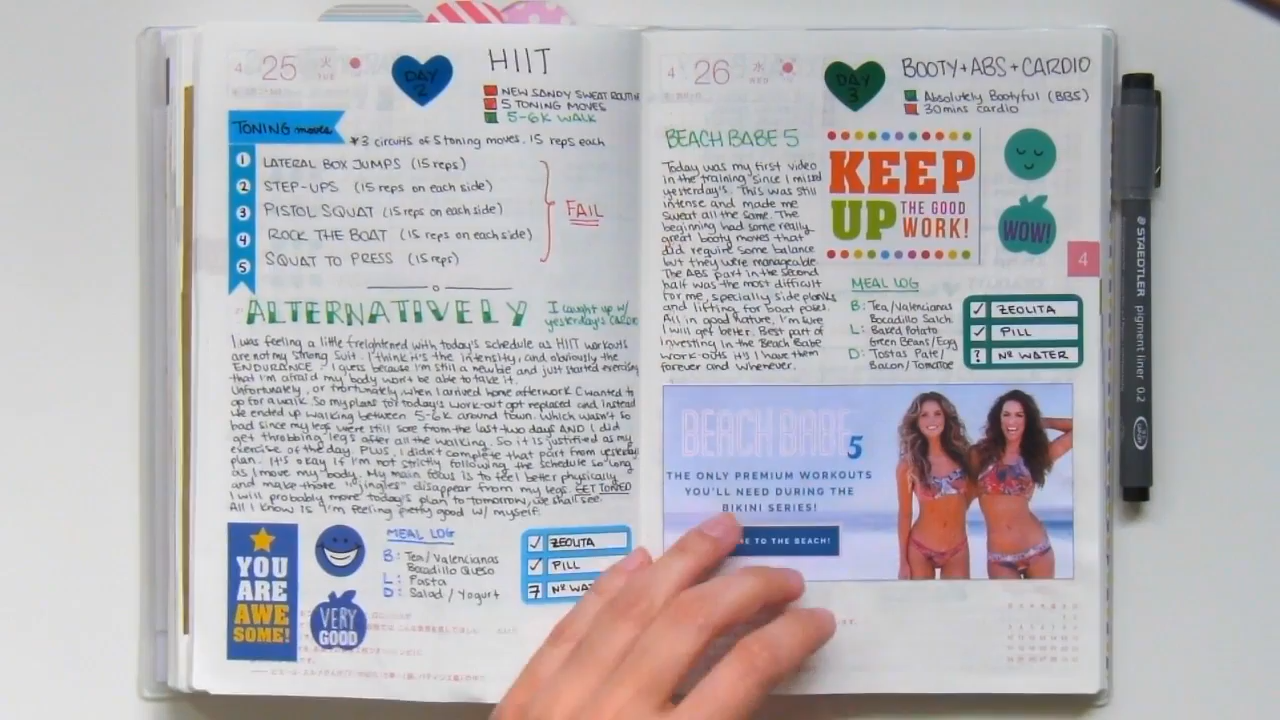 4 25 火 TUE
DAY 2
HIIT
NEW SANDY SWEAT ROUTINE
5 TONING MOVES
5-6K WALK
TONING moves
*3 circuits of 5 toning moves. 15 reps each
1 LATERAL BOX JUMPS (15 reps)
2 STEP-UPS (15 reps on each side)
3 PISTOL SQUAT (15 reps on each side)
4 ROCK THE BOAT (15 reps on each side)
5 SQUAT TO PRESS (15 reps)
FAIL
ALTERNATIVELY
I caught up w/
yesterday's CARDIO
I was feeling a little freightened with today's schedule as HIIT workouts
are not my strong suit. I think it's the intensity, and obviously the
ENDURANCE. I guess because I'm still a newbie and just started exercising
that I'm afraid my body won't be able to take it.
Unfortunately, or fortunately, when I arrived home afterwork I wanted to
go for a walk. So my plans for today's work-out got replaced and instead
we ended up walking between 5-6K around town. Which wasn't so
bad since my legs were still sore from the last two days AND I did
get throbbing legs after all the walking. So it is justified as my
exercise of the day. PLUS, I didn't complete that part from yesterday
plan. It's okay if I'm not strictly following the schedule so long
as I move my body. My main focus is to feel better physically
and make those "jingles" disappear from my legs. GET TONED
I will probably move today's plan to tomorrow, we shall see.
All I know is I'm feeling pretty good w/ myself.
YOU
ARE
AWE
SOME!
VERY
GOOD
MEAL LOG
B: Tea/Valencianas
Bocadillo Queso
L: Pasta
D: Salad / Yogurt
✓ ZEOLITA
✓ PILL
7 Nº WA
4 26 水 WED
DAY 3
BOOTY+ABS+CARDIO
Absolutely Bootyful (BB5)
30mins cardio
BEACH BABE 5
Today was my first video
in the training since I missed
yesterday's. This was still
intense and made me
sweat all the same. The
beginning had some really
great booty moves that
did require some balance
but they were manageable.
The ABS part in the second
half was the most difficult
for me, specially side planks
and lifting for boat poses.
All in good nature, I'm sure
I will get better. Best part of
investing in the Beach Babe
work-outs its I have them
forever and whenever.
KEEP
UP THE GOOD
WORK!
WOW!
4
MEAL LOG
B: Tea/Valencianas
Bocadillo Salch.
L: Baked Potato
Green Beans/Egg
D: Tostas Pate/
Bacon/Tomatoe
✓ ZEOLITA
✓ PILL
? Nº WATER
BEACH BABE 5
THE ONLY PREMIUM WORKOUTS
YOU'LL NEED DURING THE
BIKINI SERIES!
E TO THE BEACH!
STAEDTLER pigment liner 0.2